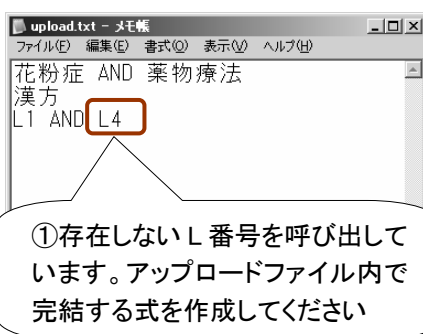 upload.txt - メモ帳
ファイル(F) 編集(E) 書式(O) 表示(V) ヘルプ(H)
花粉症 AND 薬物療法
漢方
L1 AND L4
①存在しない L 番号を呼び出して
います。アップロードファイル内で
完結する式を作成してください